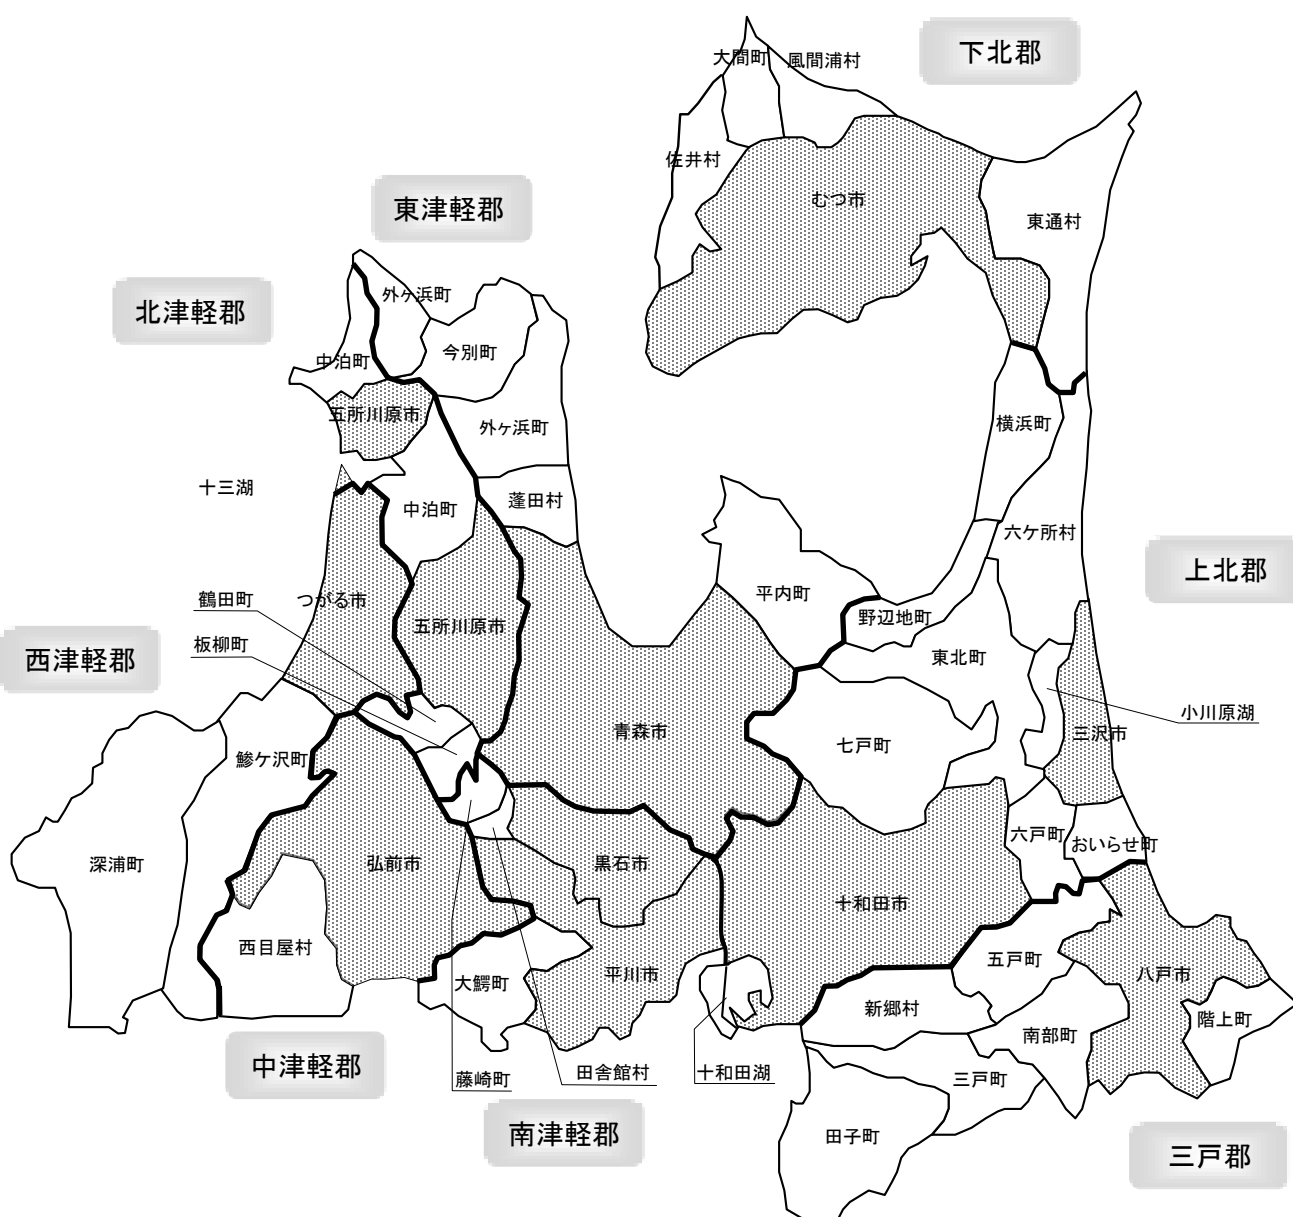 下北郡
大間町
風間浦村
佐井村
むつ市
東通村
東津軽郡
北津軽郡
外ヶ浜町
中泊町
今別町
五所川原市
外ヶ浜町
横浜町
十三湖
中泊町
蓬田村
六ケ所村
上北郡
鶴田町
つがる市
板柳町
五所川原市
平内町
野辺地町
東北町
西津軽郡
小川原湖
鰺ケ沢町
青森市
七戸町
三沢市
深浦町
弘前市
黒石市
六戸町
おいらせ町
十和田市
西目屋村
大鰐町
平川市
五戸町
八戸市
新郷村
南部町
階上町
中津軽郡
藤崎町
田舎館村
十和田湖
三戸町
南津軽郡
田子町
三戸郡